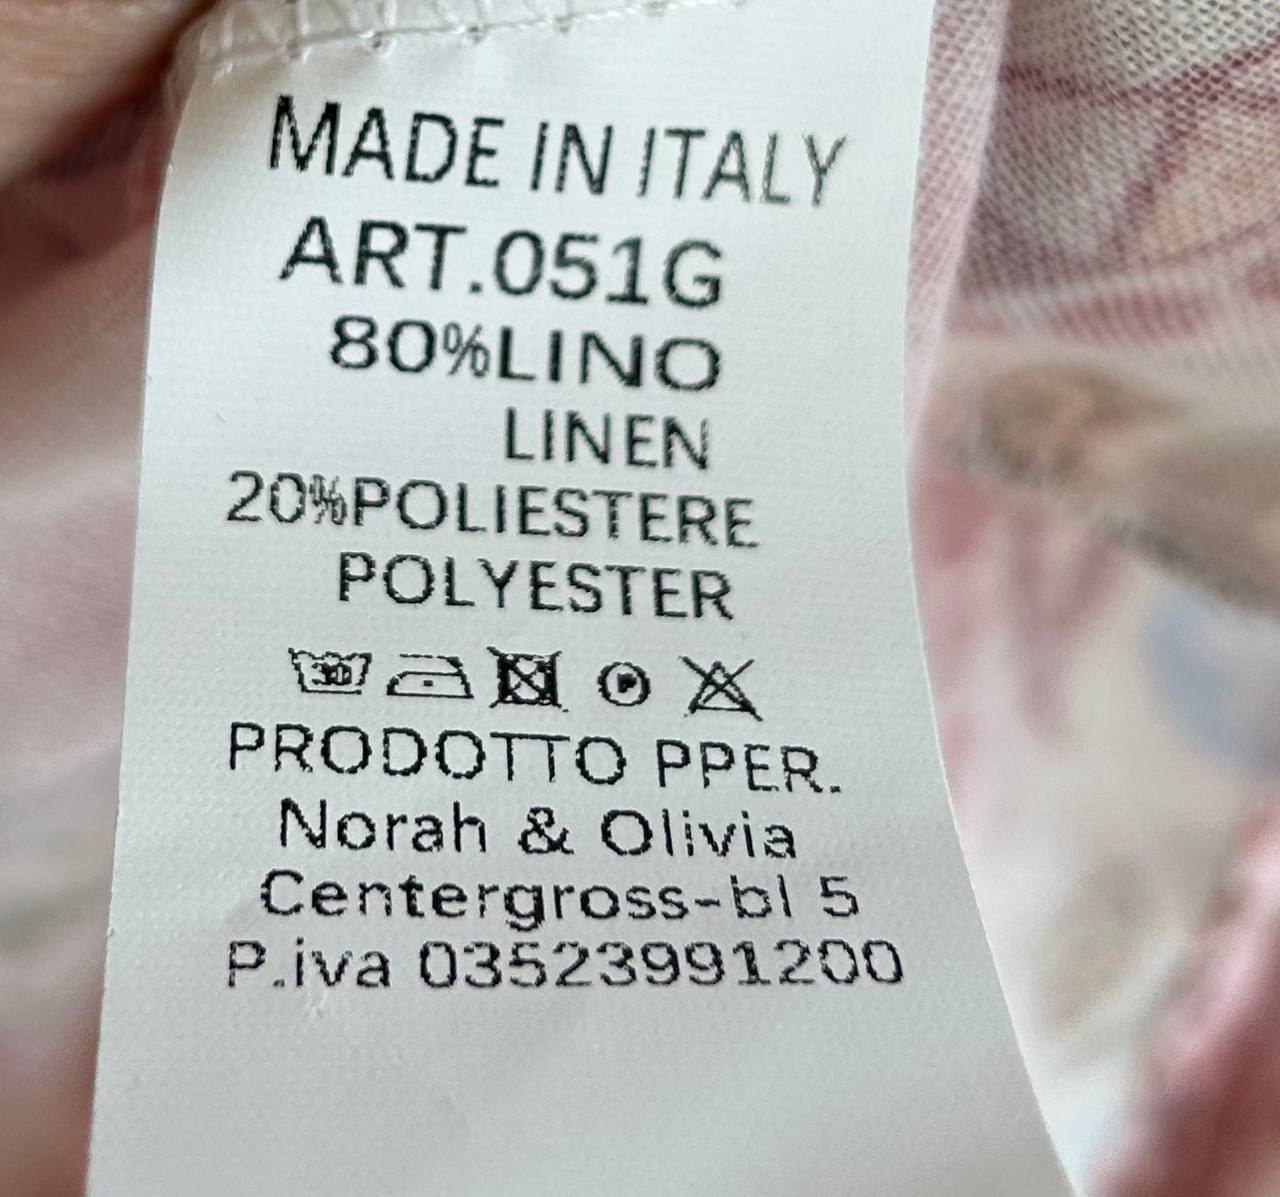 MADE IN ITALY
ART.051G
80%LINO
LINEN
20%POLIESTERE
POLYESTER
30 P
PRODOTTO PPER.
Norah & Olivia
Centergross-bl 5
P.iva 03523991200